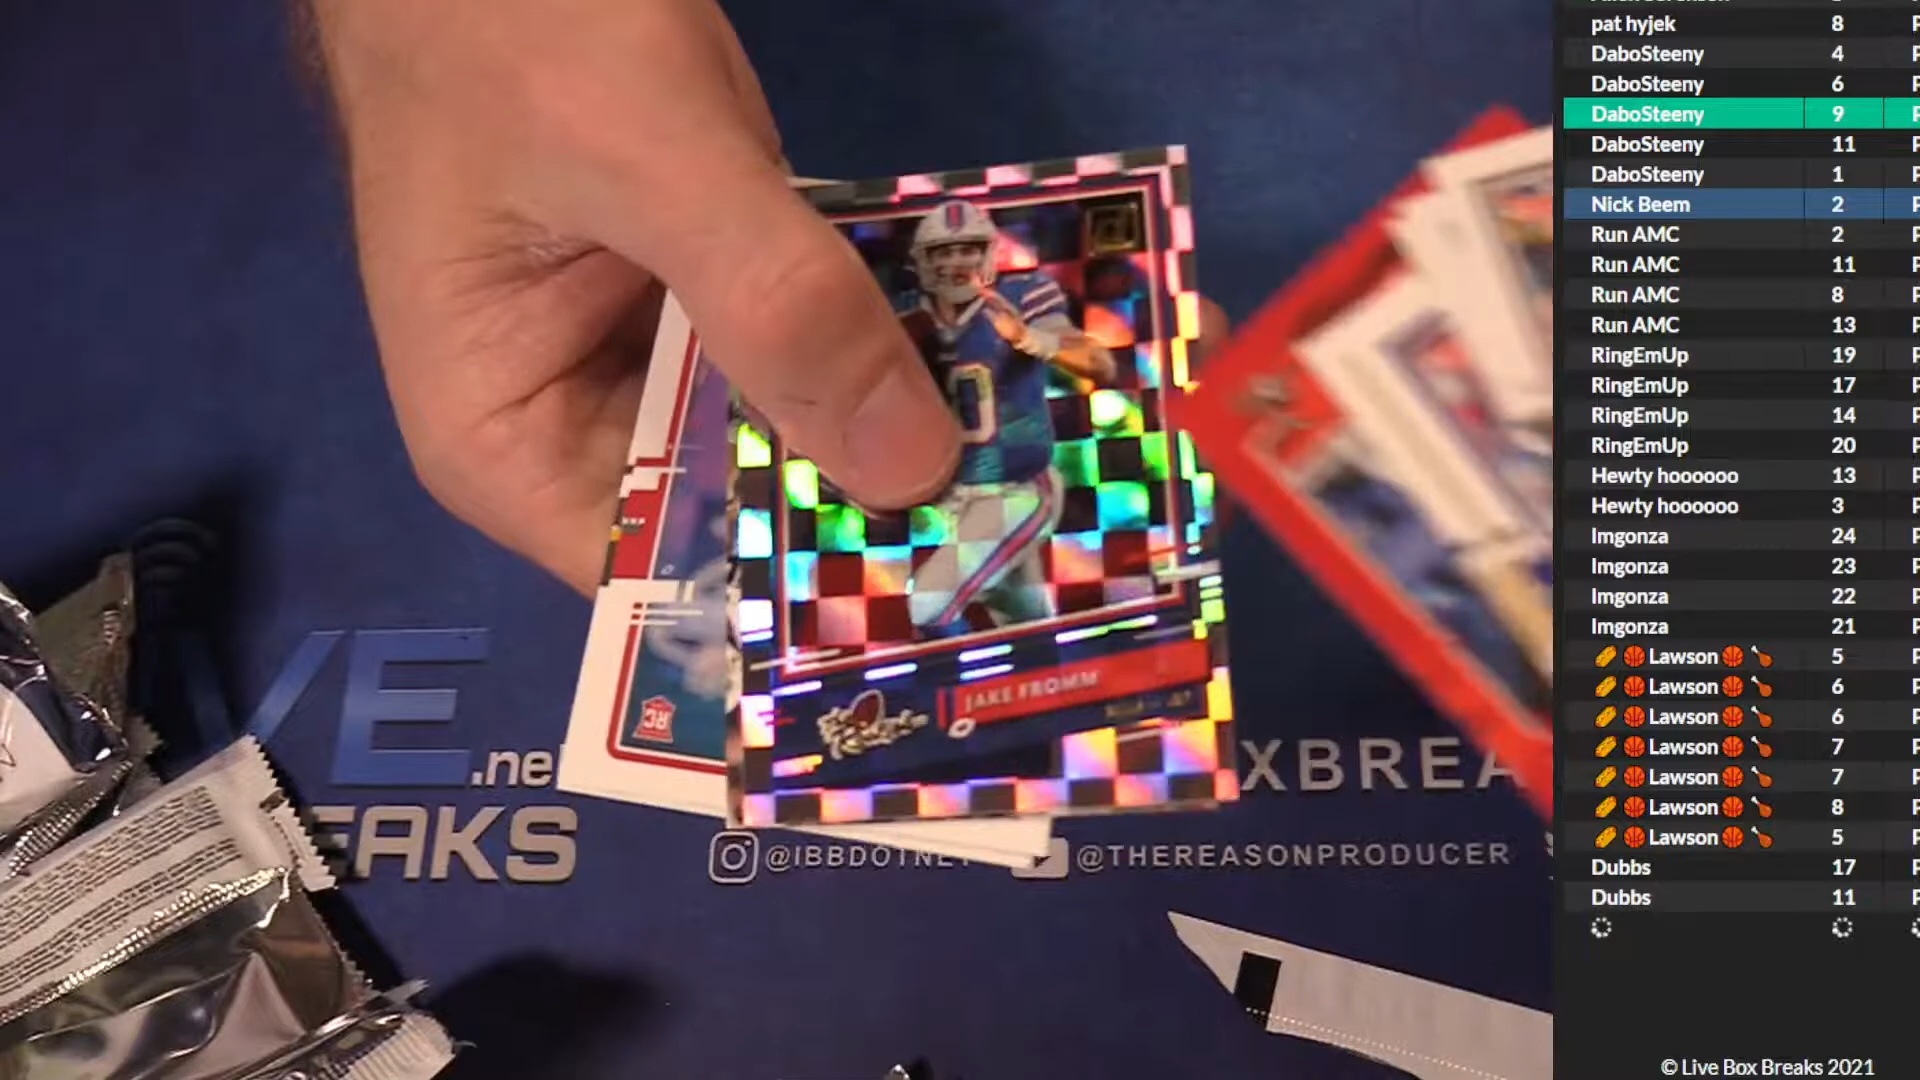 pat hyjek 8
DaboSteeny 4
DaboSteeny 6
DaboSteeny 9
DaboSteeny 11
DaboSteeny 1
Nick Beem 2
Run AMC 2
Run AMC 11
Run AMC 8
Run AMC 13
RingEmUp 19
RingEmUp 17
RingEmUp 14
RingEmUp 20
Hewty hoooooo 13
Hewty hoooooo 3
Imgonza 24
Imgonza 23
Imgonza 22
Imgonza 21
Lawson 5
Lawson 6
Lawson 6
Lawson 7
Lawson 7
Lawson 8
Lawson 5
Dubbs 17
Dubbs 11
© Live Box Breaks 2021
0
JAKE FROMM
RC
VE
.ne
EAKS
XBREA
@IBBDOTNET
@THEREASONPRODUCER